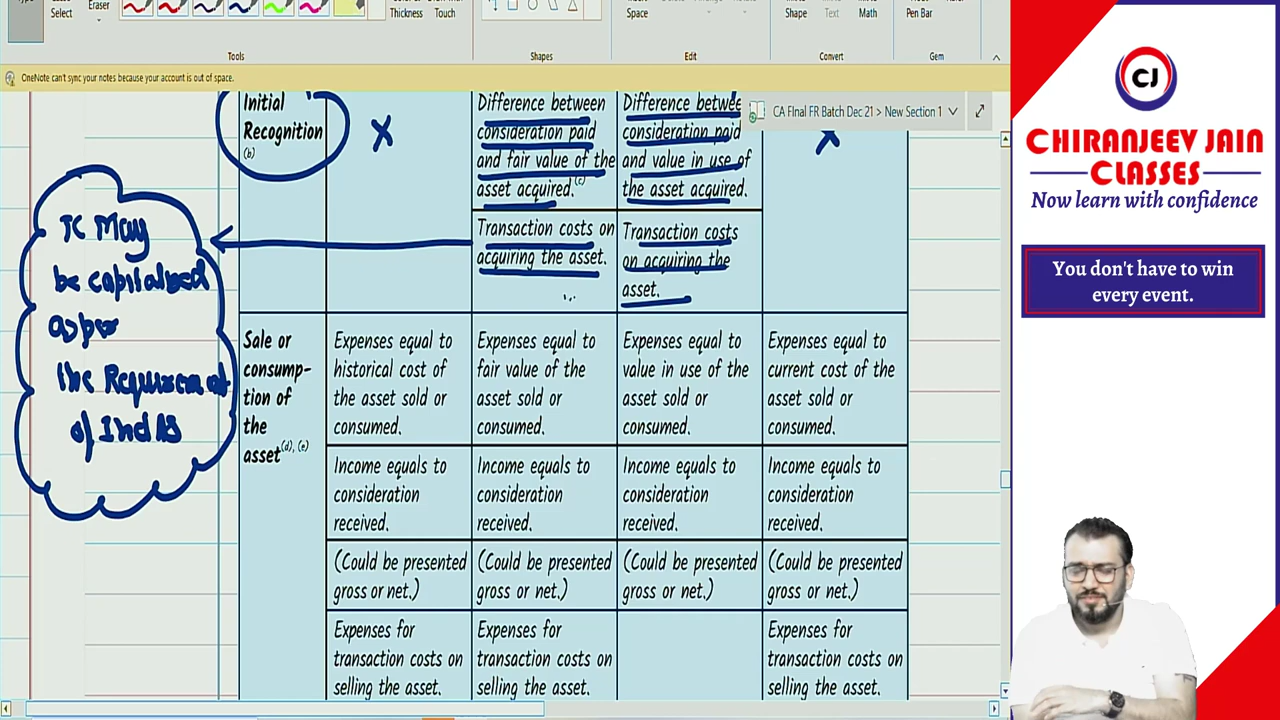 Select
Eraser
Thickness
Touch
Space
Shape
Text
Math
Pen Bar
Tools
Shapes
Edit
Convert
Gem
OneNote can't sync your notes because your account is out of space.
CA FInal FR Batch Dec 21 > New Section 1
Initial
Recognition
(b)
X
Difference between
consideration paid
and fair value of the
asset acquired.(c)
Difference betwee
consideration paid
and value in use of
the asset acquired.
X
Transaction costs on
acquiring the asset.
Transaction costs
on acquiring the
asset.
TC May
be capitalized
as per
the Requirement
of Ind AS
Sale or
consump-
tion of
the
asset(d), (e)
Expenses equal to
historical cost of
the asset sold or
consumed.
Expenses equal to
fair value of the
asset sold or
consumed.
Expenses equal to
value in use of the
asset sold or
consumed.
Expenses equal to
current cost of the
asset sold or
consumed.
Income equals to
consideration
received.
Income equals to
consideration
received.
Income equals to
consideration
received.
Income equals to
consideration
received.
(Could be presented
gross or net.)
(Could be presented
gross or net.)
(Could be presented
gross or net.)
(Could be presented
gross or net.)
Expenses for
transaction costs on
selling the asset.
Expenses for
transaction costs on
selling the asset.
Expenses for
transaction costs on
selling the asset.
CJ
CHIRANJEEV JAIN
CLASSES
Now learn with confidence
You don't have to win
every event.